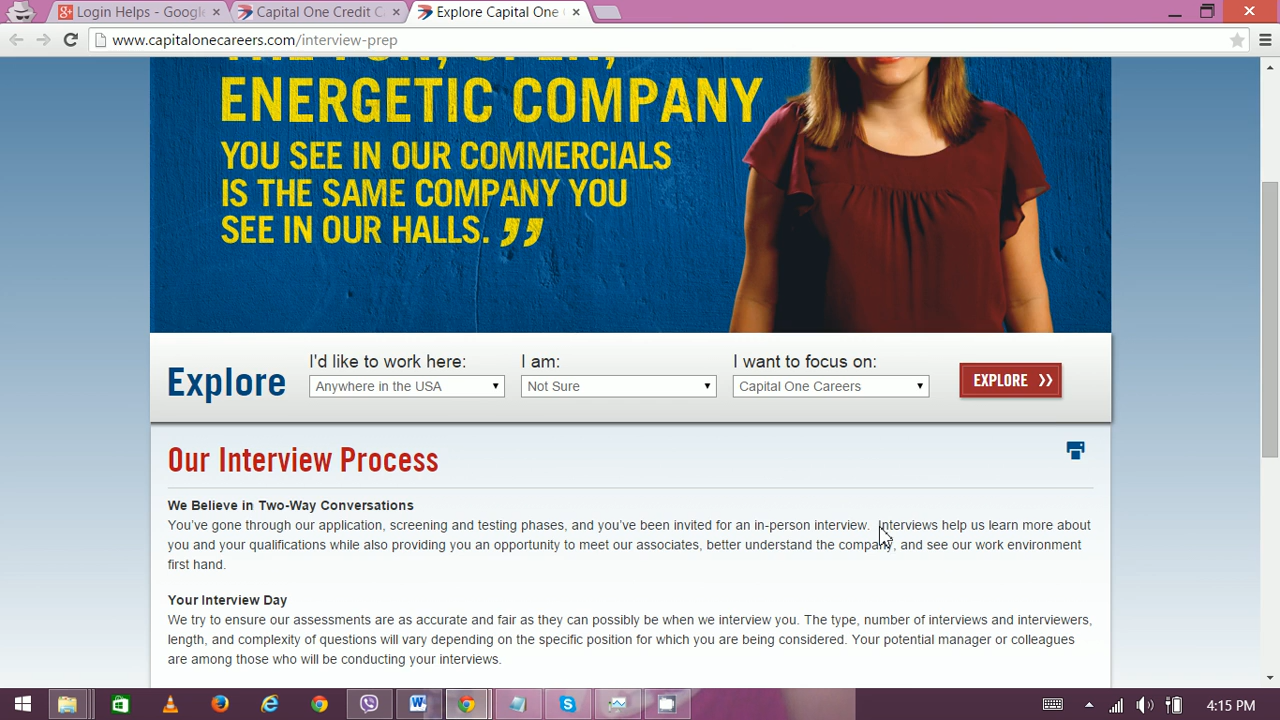 Login Helps - Google
Capital One Credit C
Explore Capital One
www.capitalonecareers.com/interview-prep
ENERGETIC COMPANY
YOU SEE IN OUR COMMERCIALS
IS THE SAME COMPANY YOU
SEE IN OUR HALLS. ”
Explore
I'd like to work here:
Anywhere in the USA
I am:
Not Sure
I want to focus on:
Capital One Careers
EXPLORE
Our Interview Process
We Believe in Two-Way Conversations
You've gone through our application, screening and testing phases, and you've been invited for an in-person interview. Interviews help us learn more about
you and your qualifications while also providing you an opportunity to meet our associates, better understand the company, and see our work environment
first hand.
Your Interview Day
We try to ensure our assessments are as accurate and fair as they can possibly be when we interview you. The type, number of interviews and interviewers,
length, and complexity of questions will vary depending on the specific position for which you are being considered. Your potential manager or colleagues
are among those who will be conducting your interviews.
4:15 PM